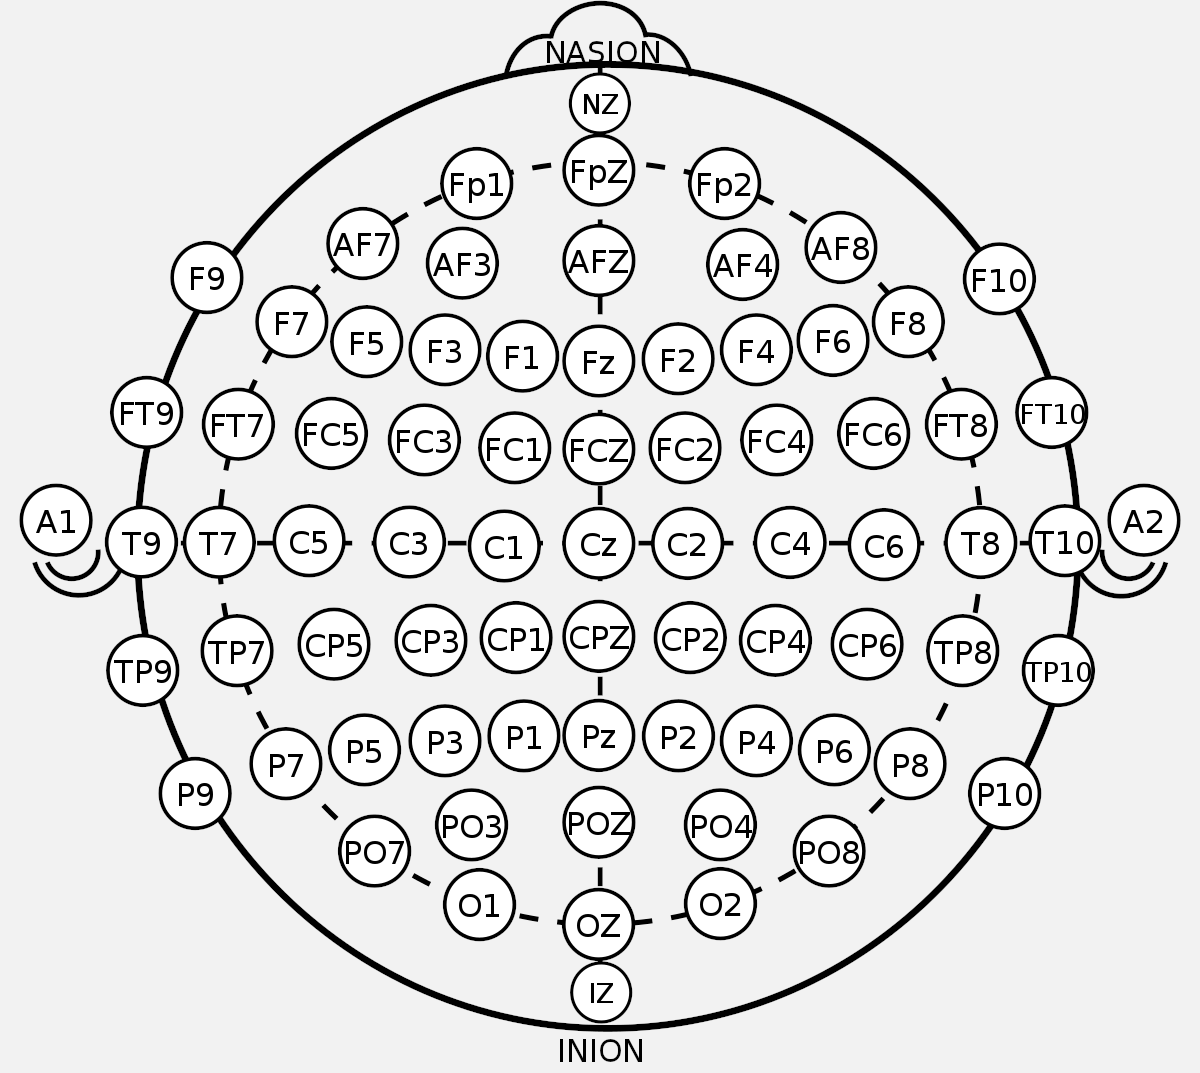 NASION
NZ
Fp1 FpZ Fp2
AF7 AF3 AFZ AF4 AF8
F9 F10
F7 F5 F3 F1 Fz F2 F4 F6 F8
FT9 FT7 FC5 FC3 FC1 FCZ FC2 FC4 FC6 FT8 FT10
A1 A2
T9 T7 C5 C3 C1 Cz C2 C4 C6 T8 T10
TP9 TP7 CP5 CP3 CP1 CPZ CP2 CP4 CP6 TP8 TP10
P9 P7 P5 P3 P1 Pz P2 P4 P6 P8 P10
PO7 PO3 POZ PO4 PO8
O1 OZ O2
IZ
INION